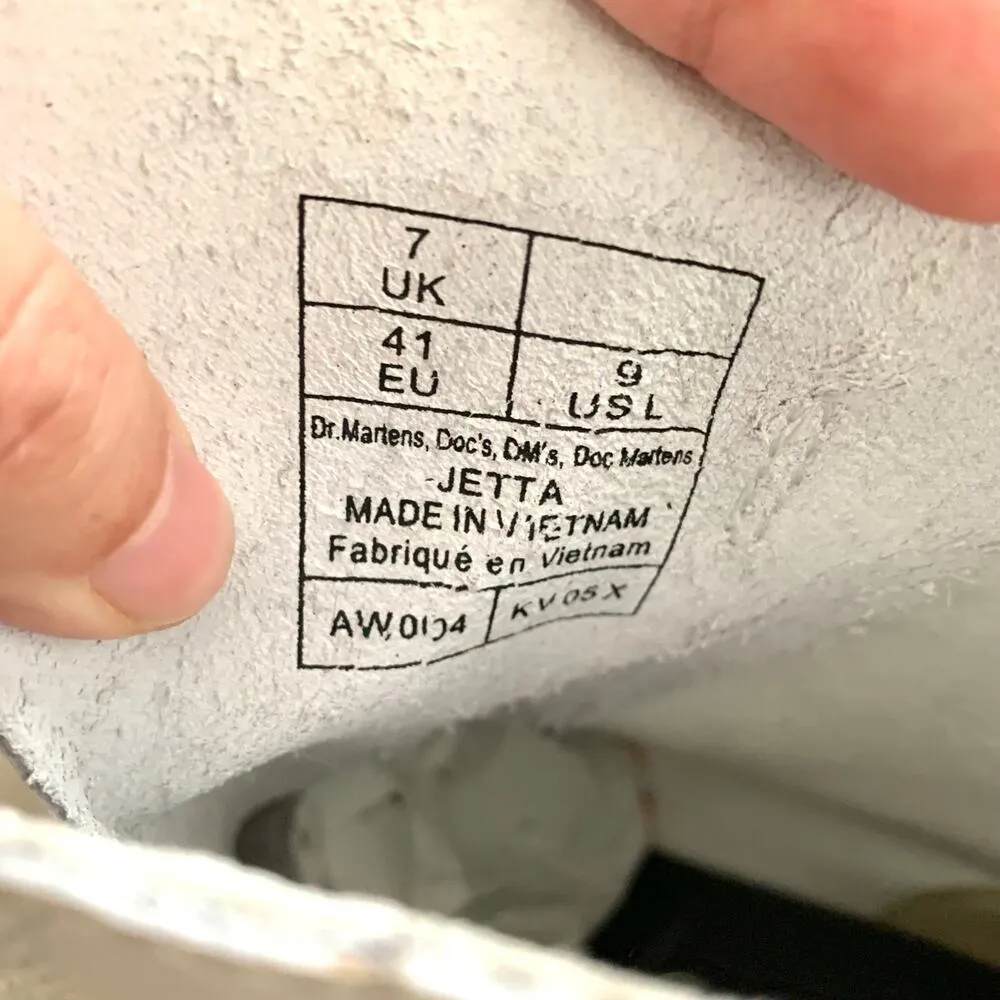 7
UK
41
EU
9
US L
Dr.Martens, Doc's, DM's, Doc Martens
JETTA
MADE IN VIETNAM
Fabriqué en Vietnam
AW004 KV05X